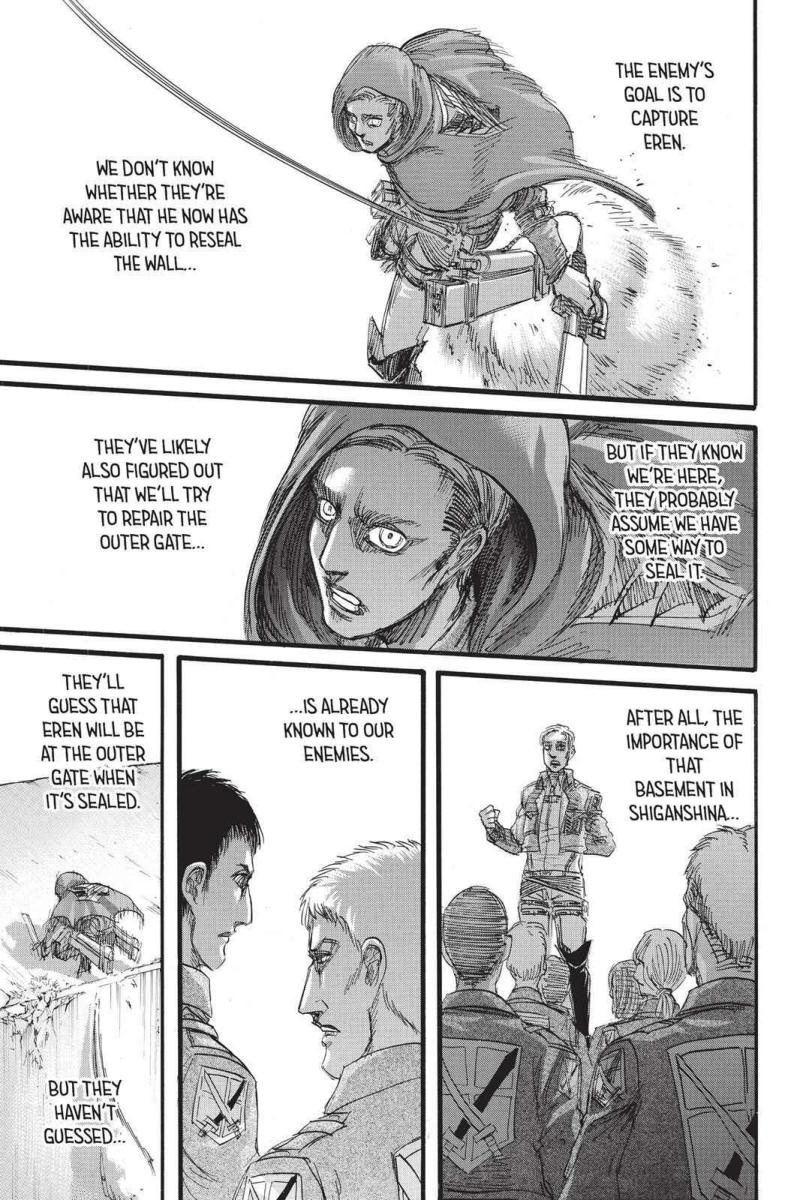 THE ENEMY'S
GOAL IS TO
CAPTURE
EREN.
WE DON'T KNOW
WHETHER THEY'RE
AWARE THAT HE NOW HAS
THE ABILITY TO RESEAL
THE WALL...
BUT IF THEY KNOW
WE'RE HERE,
THEY PROBABLY
ASSUME WE HAVE
SOME WAY TO
SEAL IT.
THEY'VE LIKELY
ALSO FIGURED OUT
THAT WE'LL TRY
TO REPAIR THE
OUTER GATE...
AFTER ALL, THE
IMPORTANCE OF
THAT
BASEMENT IN
SHIGANSHINA...
...IS ALREADY
KNOWN TO OUR
ENEMIES.
THEY'LL
GUESS THAT
EREN WILL BE
AT THE OUTER
GATE WHEN
IT'S SEALED.
BUT THEY
HAVEN'T
GUESSED...